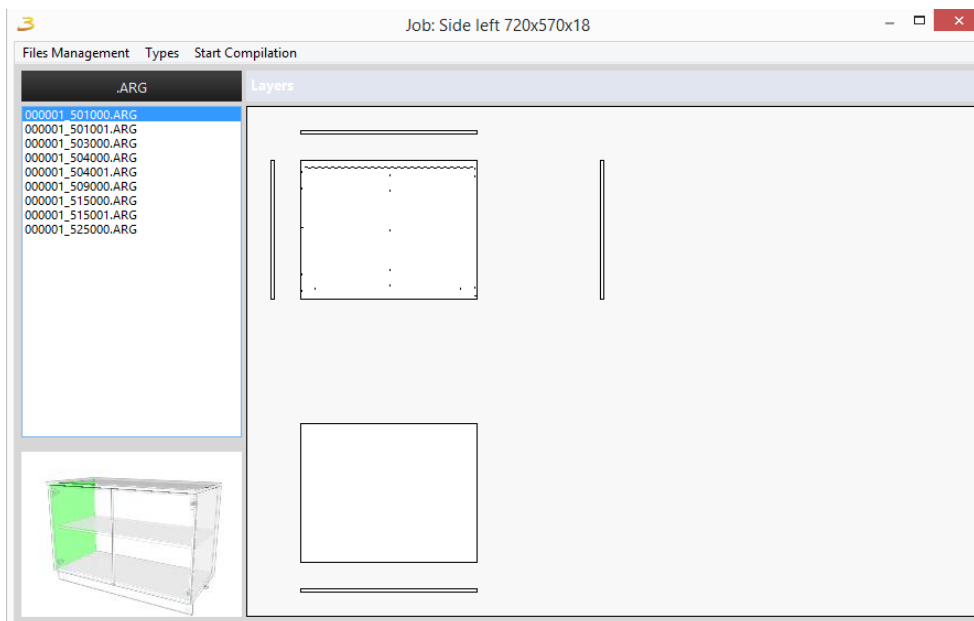 Job: Side left 720x570x18
Files Management Types Start Compilation
.ARG
Layers
000001_501000.ARG
000001_501001.ARG
000001_503000.ARG
000001_504000.ARG
000001_504001.ARG
000001_509000.ARG
000001_515000.ARG
000001_515001.ARG
000001_525000.ARG